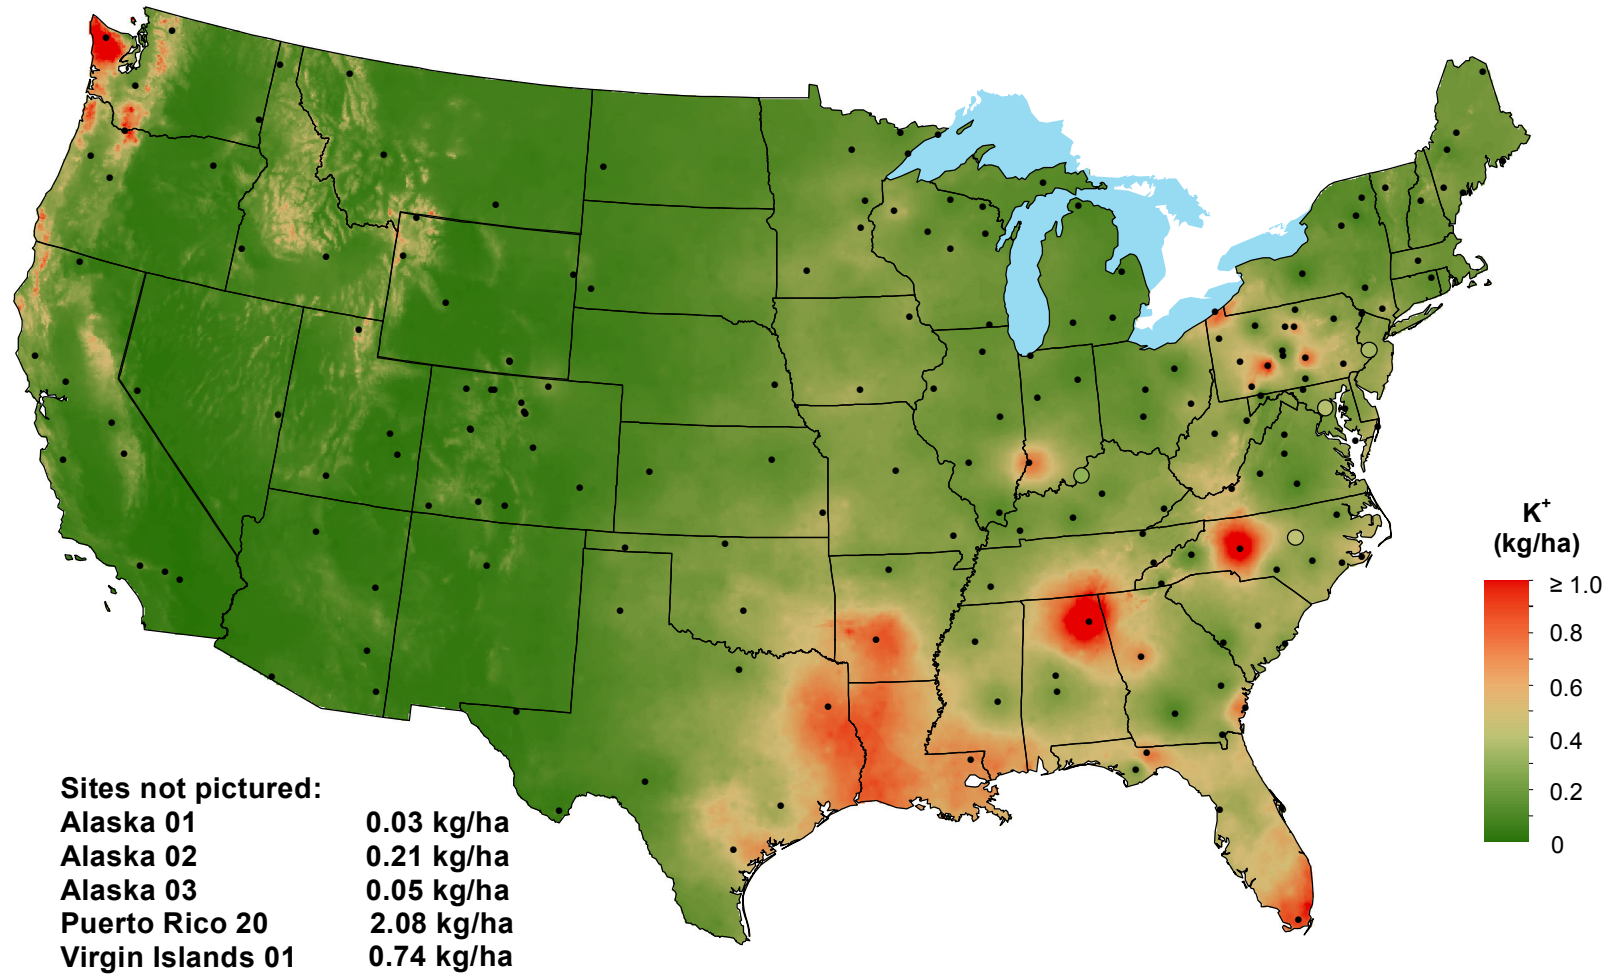 K+
(kg/ha)
≥ 1.0
0.8
0.6
0.4
0.2
0
Sites not pictured:
Alaska 01 0.03 kg/ha
Alaska 02 0.21 kg/ha
Alaska 03 0.05 kg/ha
Puerto Rico 20 2.08 kg/ha
Virgin Islands 01 0.74 kg/ha